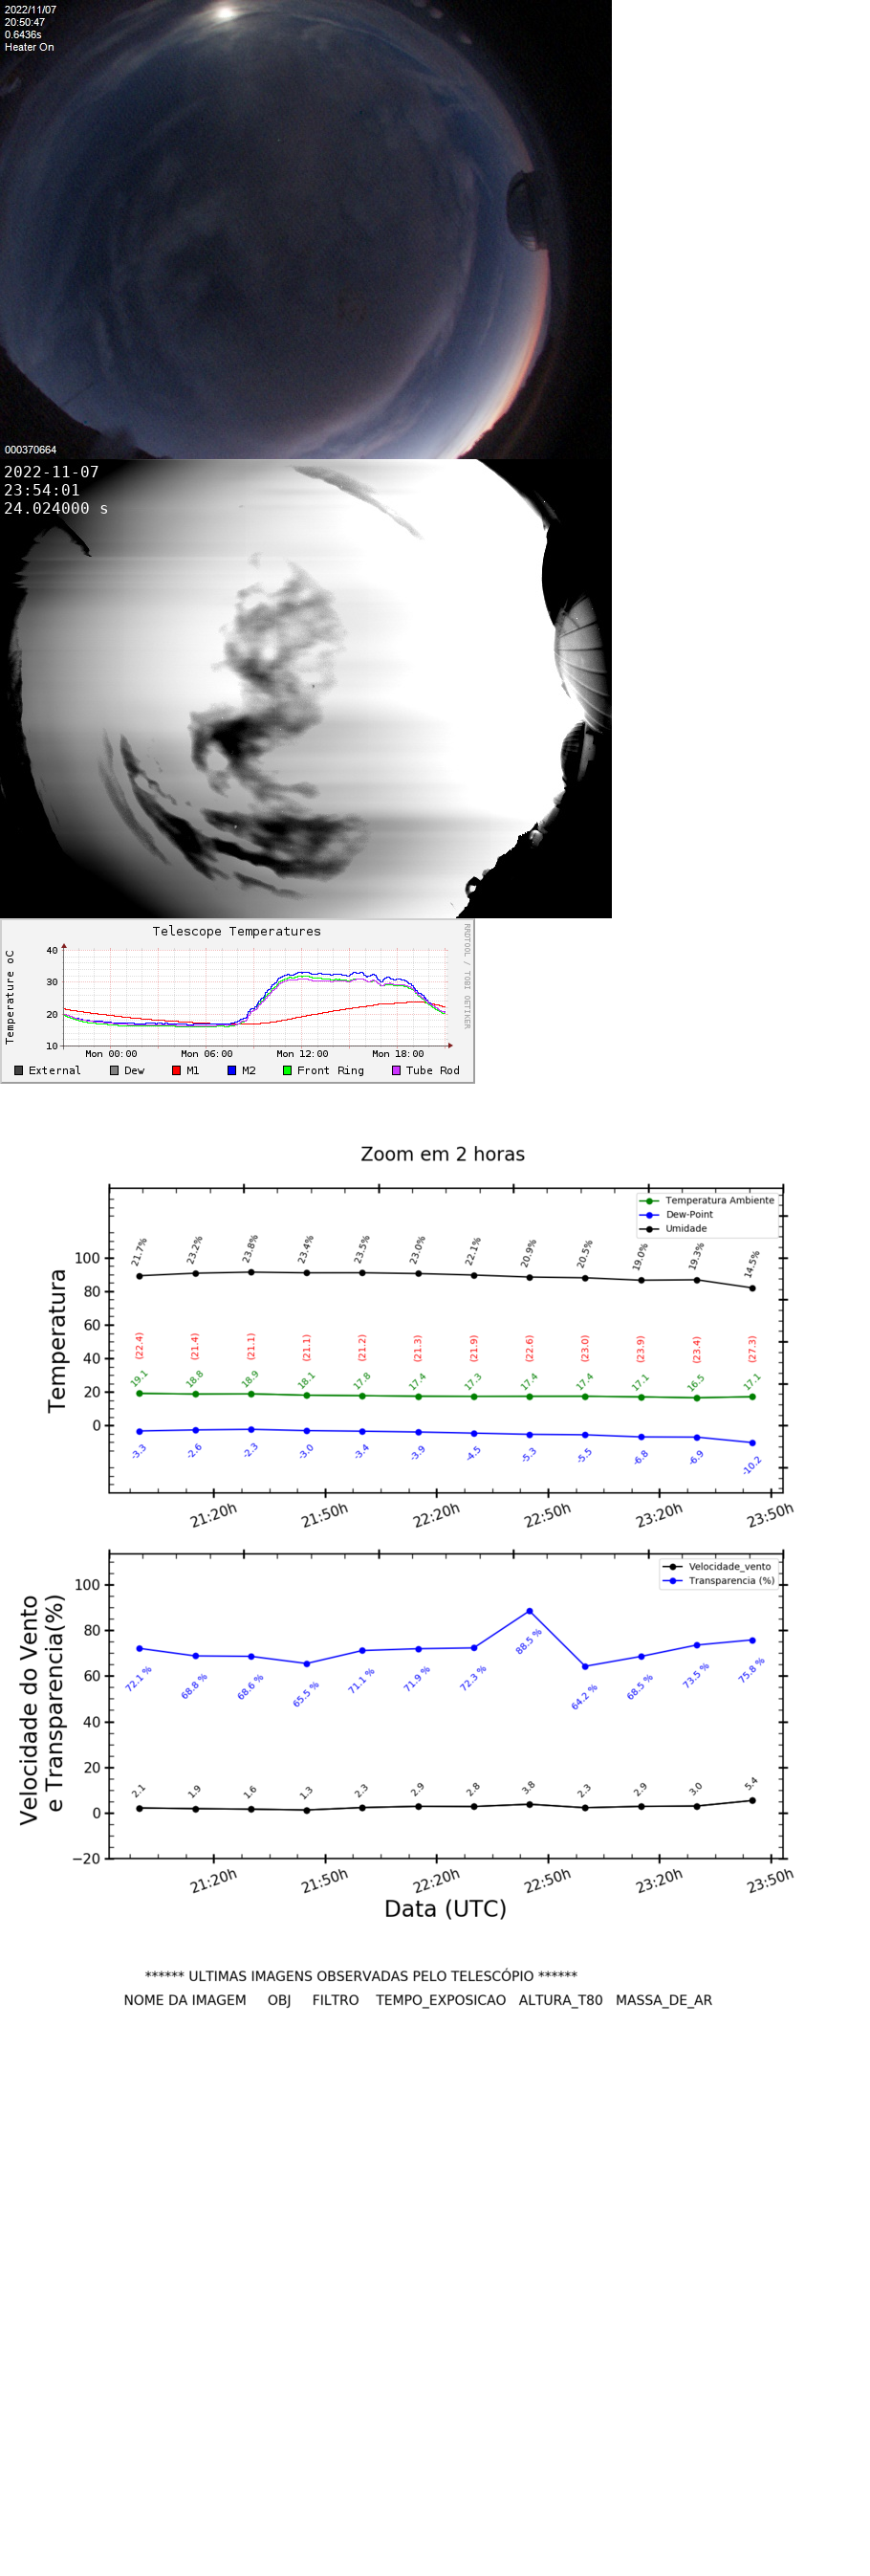 2022/11/07
20:50:47
0.6436s
Heater On
000370664
2022-11-07
23:54:01
24.024000 s
Telescope Temperatures
RRDTOOL / TOBI OETIKER
Temperature oC
40
30
20
10
Mon 00:00 Mon 06:00 Mon 12:00 Mon 18:00
External Dew M1 M2 Front Ring Tube Rod
Zoom em 2 horas
Temperatura Ambiente
Dew-Point
Umidade
Temperatura
100
80
60
40
20
0
21.7% 23.2% 23.8% 23.4% 23.5% 23.0% 22.1% 20.9% 20.5% 19.0% 19.3% 14.5%
(22.4) (21.4) (21.1) (21.1) (21.2) (21.3) (21.9) (22.6) (23.0) (23.9) (23.4) (27.3)
19.1 18.8 18.9 18.1 17.8 17.4 17.3 17.4 17.4 17.1 16.5 17.1
-3.3 -2.6 -2.3 -3.0 -3.4 -3.9 -4.5 -5.3 -5.5 -6.8 -6.9 -10.2
21:20h 21:50h 22:20h 22:50h 23:20h 23:50h
Velocidade_vento
Transparencia (%)
Velocidade do Vento
e Transparencia(%)
100
80
60
40
20
0
−20
72.1 % 68.8 % 68.6 % 65.5 % 71.1 % 71.9 % 72.3 % 88.5 % 64.2 % 68.5 % 73.5 % 75.8 %
2.1 1.9 1.6 1.3 2.3 2.9 2.8 3.8 2.3 2.9 3.0 5.4
21:20h 21:50h 22:20h 22:50h 23:20h 23:50h
Data (UTC)
****** ULTIMAS IMAGENS OBSERVADAS PELO TELESCÓPIO ******
NOME DA IMAGEM OBJ FILTRO TEMPO_EXPOSICAO ALTURA_T80 MASSA_DE_AR